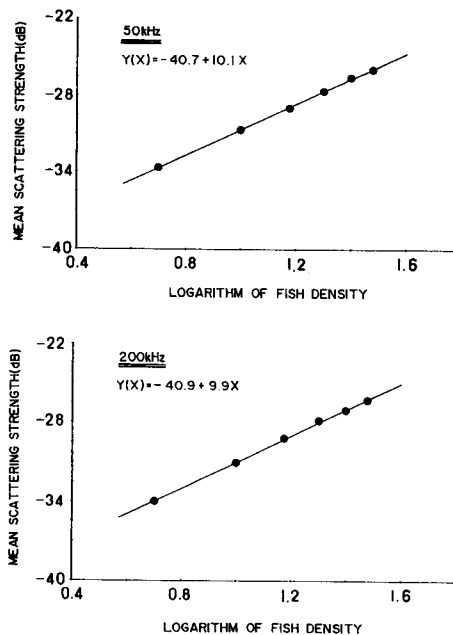 MEAN SCATTERING STRENGTH(dB)
-22
-28
-34
-40
50kHz
Y(X)=-40.7+10.1X
0.4
0.8
1.2
1.6
LOGARITHM OF FISH DENSITY
MEAN SCATTERING STRENGTH(dB)
-22
-28
-34
-40
200kHz
Y(X)=-40.9+9.9X
0.4
0.8
1.2
1.6
LOGARITHM OF FISH DENSITY